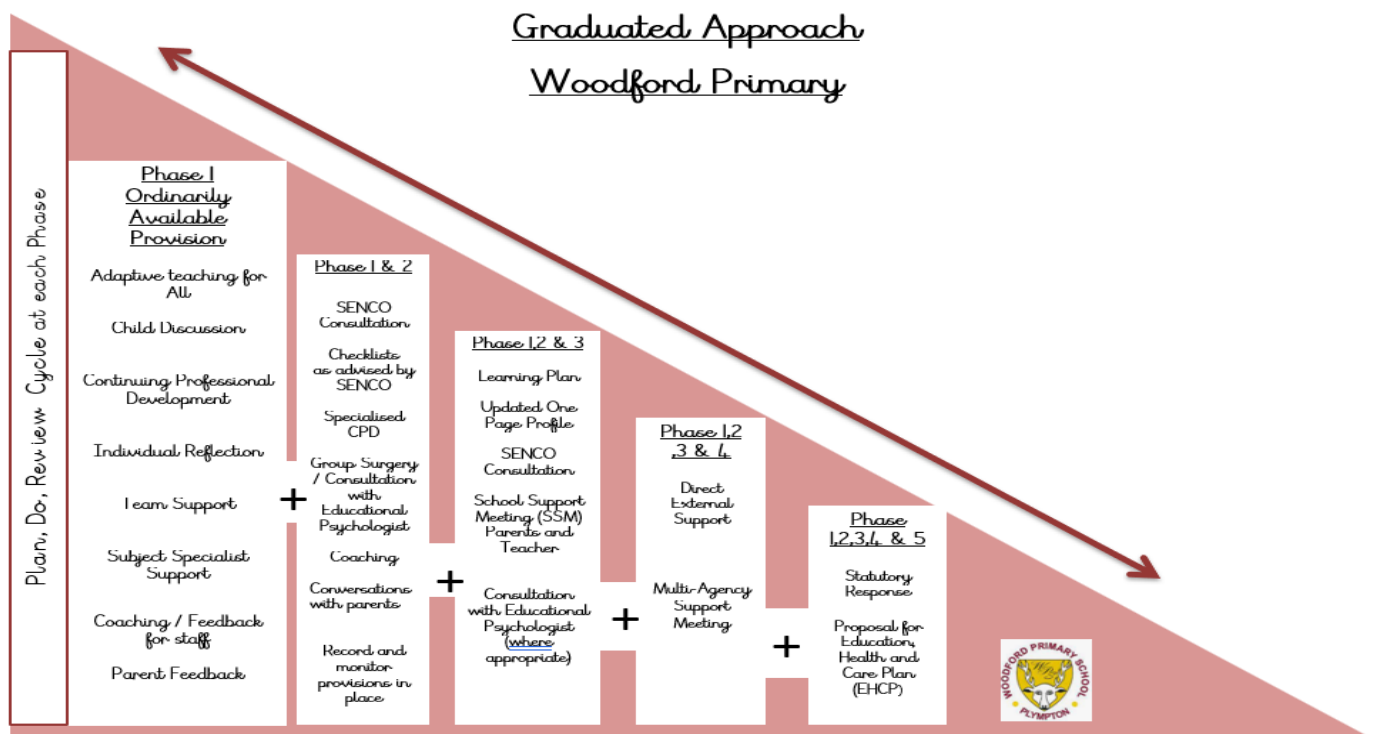 Graduated Approach
Woodford Primary
Plan, Do, Review Cycle at each Phase
Phase 1
Ordinarily
Available
Provision
Adaptive teaching for
All
Child Discussion
Continuing Professional
Development
Individual Reflection
Team Support
Subject Specialist
Support
Coaching / Feedback
for staff
Parent Feedback
+
Phase 1 & 2
SENCO
Consultation
Checklists
as advised by
SENCO
Specialised
CPD
Group Surgery
/ Consultation
with
Educational
Psychologist
Coaching
Conversations
with parents
Record and
monitor
provisions in
place
+
Phase 1,2 & 3
Learning Plan
Updated One
Page Profile
SENCO
Consultation
School Support
Meeting (SSM)
Parents and
Teacher
Consultation
with Educational
Psychologist
(where
appropriate)
+
Phase 1,2
,3 & 4
Direct
External
Support
Multi-Agency
Support
Meeting
+
Phase
1,2,3,4 & 5
Statutory
Response
Proposal for
Education,
Health and
Care Plan
(EHCP)
WOODFORD PRIMARY SCHOOL
PLYMPTON